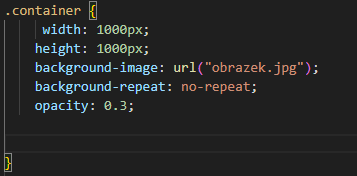 .container {
width: 1000px;
height: 1000px;
background-image: url("obrazek.jpg");
background-repeat: no-repeat;
opacity: 0.3;
}